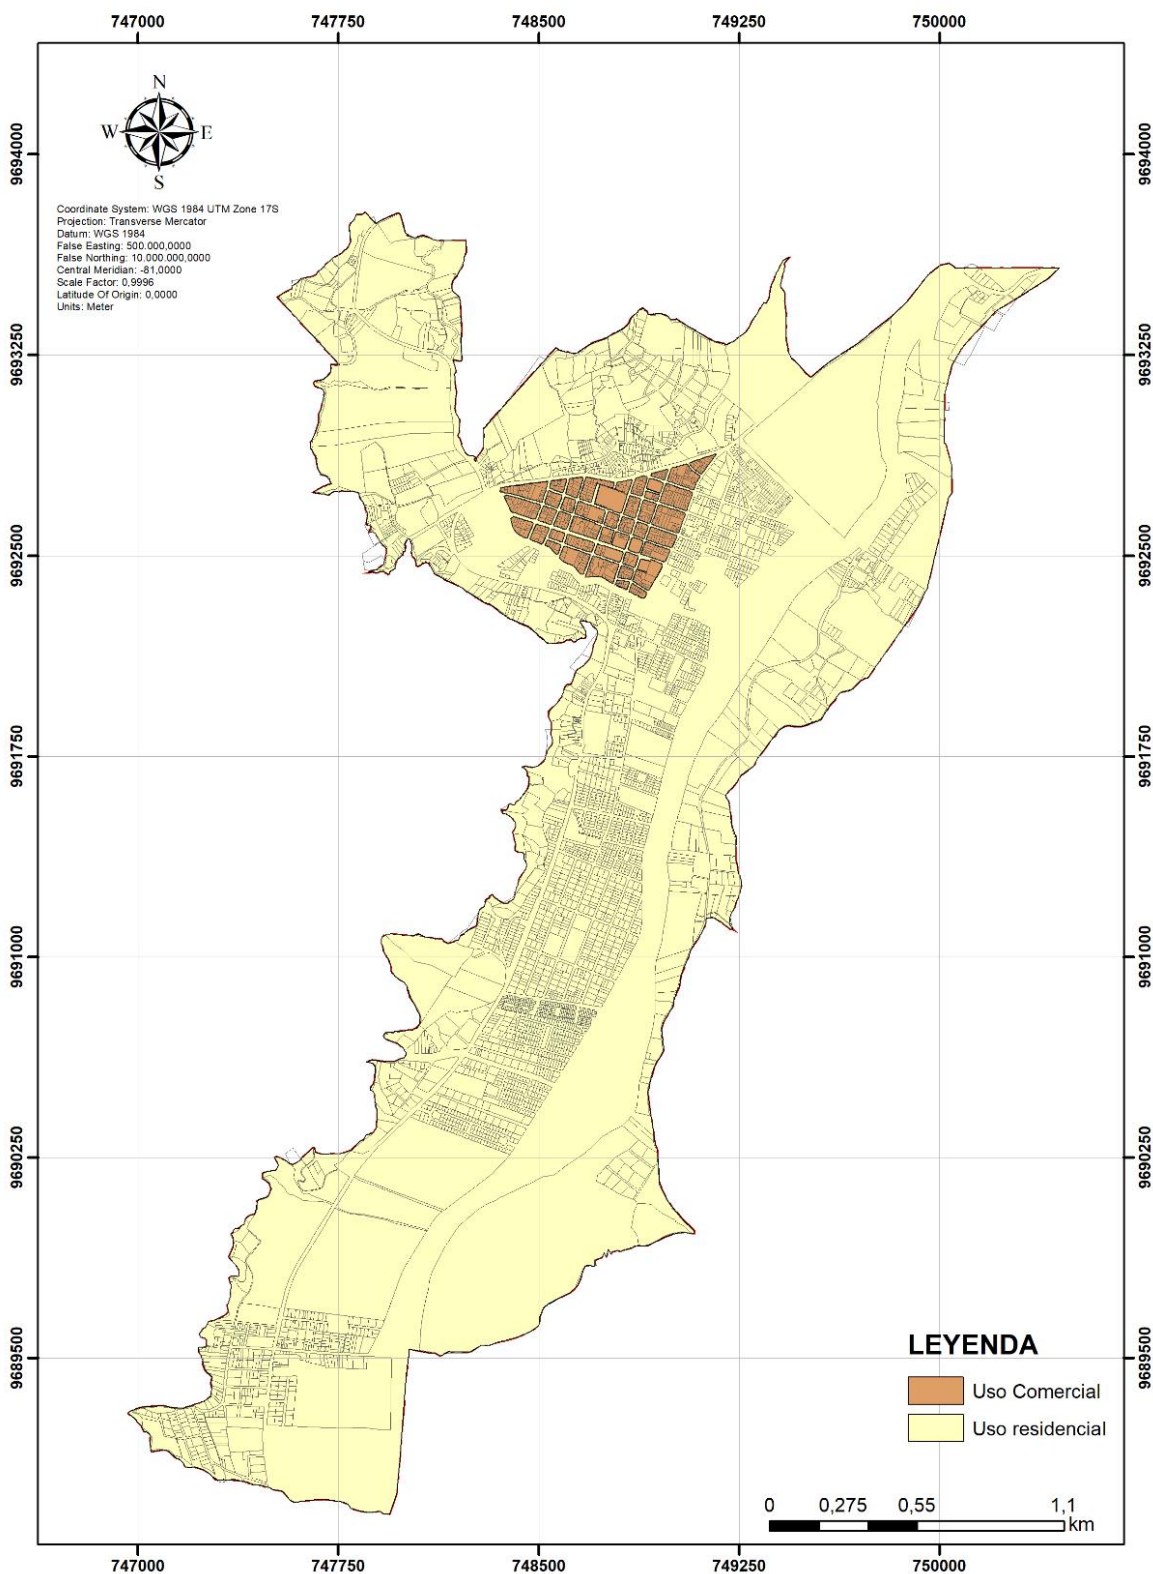 747000 747750 748500 749250 750000
N
W E
S
9694000 9694000
Coordinate System: WGS 1984 UTM Zone 17S
Projection: Transverse Mercator
Datum: WGS 1984
False Easting: 500.000,0000
False Northing: 10.000.000,0000
Central Meridian: -81,0000
Scale Factor: 0,9996
Latitude Of Origin: 0,0000
Units: Meter
9693250 9693250
9692500 9692500
9691750 9691750
9691000 9691000
9690250 9690250
9689500 9689500
LEYENDA
Uso Comercial
Uso residencial
0 0,275 0,55 1,1
km
747000 747750 748500 749250 750000